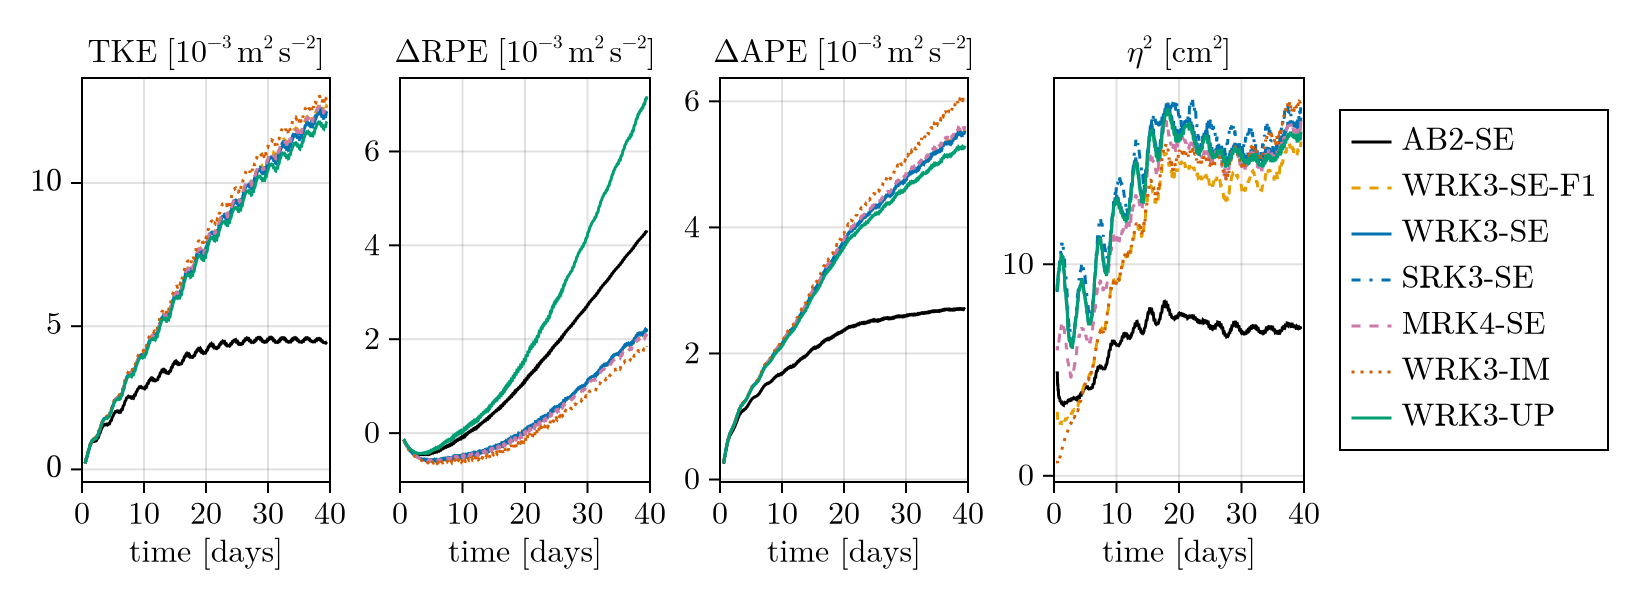 TKE [10⁻³ m² s⁻²]
10
5
0
0 10 20 30 40
time [days]
ΔRPE [10⁻³ m² s⁻²]
6
4
2
0
0 10 20 30 40
time [days]
ΔAPE [10⁻³ m² s⁻²]
6
4
2
0
0 10 20 30 40
time [days]
η² [cm²]
10
0
0 10 20 30 40
time [days]
AB2-SE
WRK3-SE-F1
WRK3-SE
SRK3-SE
MRK4-SE
WRK3-IM
WRK3-UP